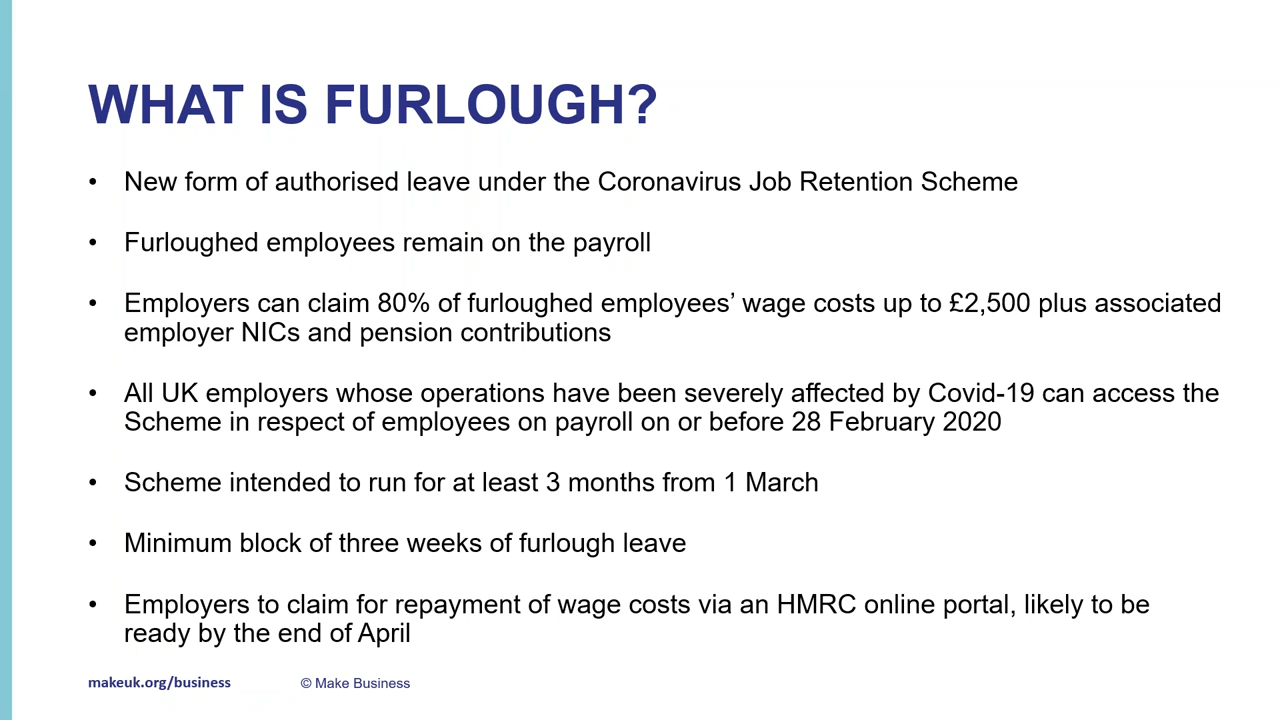 WHAT IS FURLOUGH?
• New form of authorised leave under the Coronavirus Job Retention Scheme
• Furloughed employees remain on the payroll
• Employers can claim 80% of furloughed employees’ wage costs up to £2,500 plus associated
employer NICs and pension contributions
• All UK employers whose operations have been severely affected by Covid-19 can access the
Scheme in respect of employees on payroll on or before 28 February 2020
• Scheme intended to run for at least 3 months from 1 March
• Minimum block of three weeks of furlough leave
• Employers to claim for repayment of wage costs via an HMRC online portal, likely to be
ready by the end of April
makeuk.org/business © Make Business